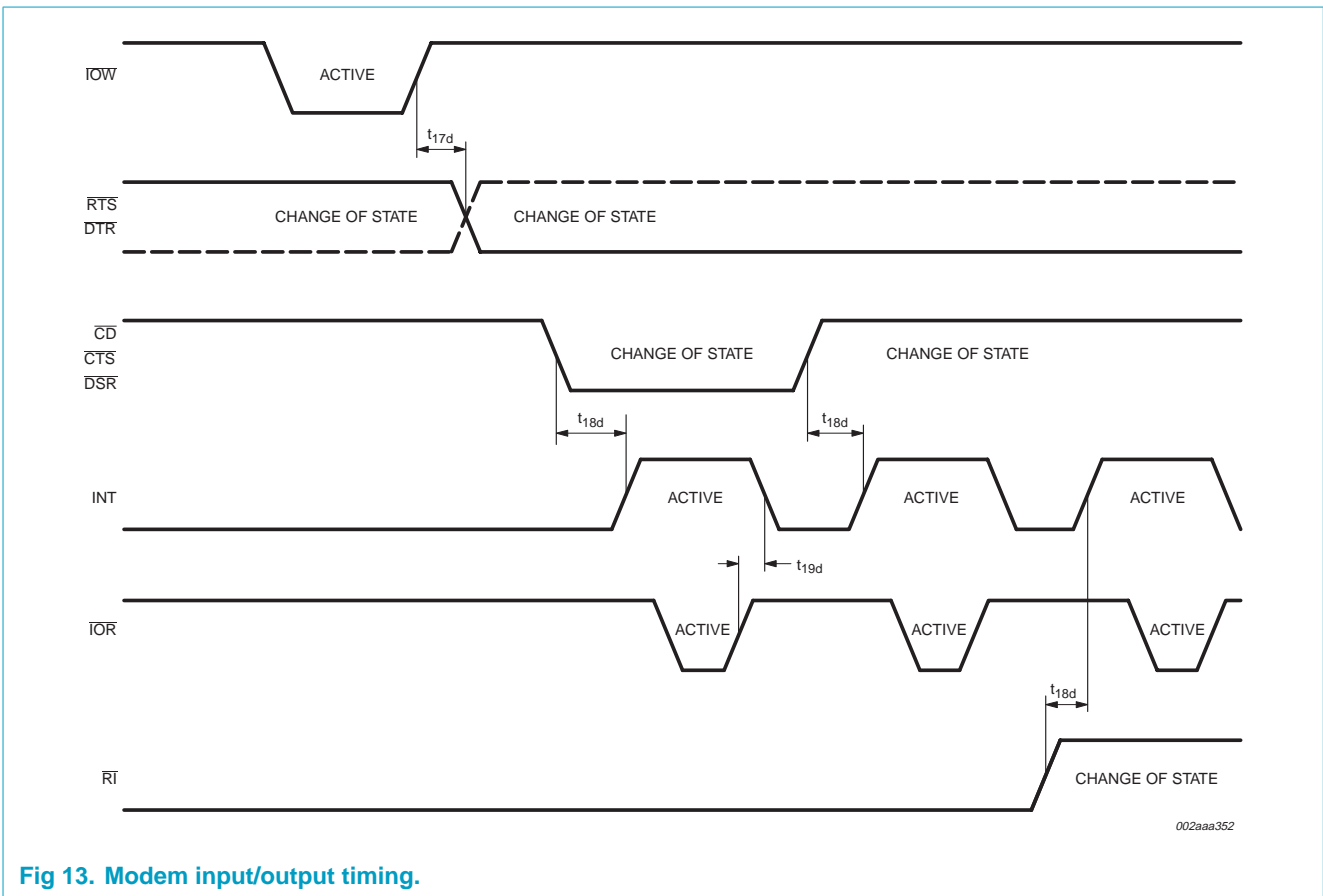 IOW
ACTIVE
t17d
RTS
DTR
CHANGE OF STATE
CHANGE OF STATE
CD
CTS
DSR
CHANGE OF STATE
CHANGE OF STATE
t18d
t18d
INT
ACTIVE
ACTIVE
ACTIVE
t19d
IOR
ACTIVE
ACTIVE
ACTIVE
t18d
RI
CHANGE OF STATE
002aaa352
Fig 13. Modem input/output timing.